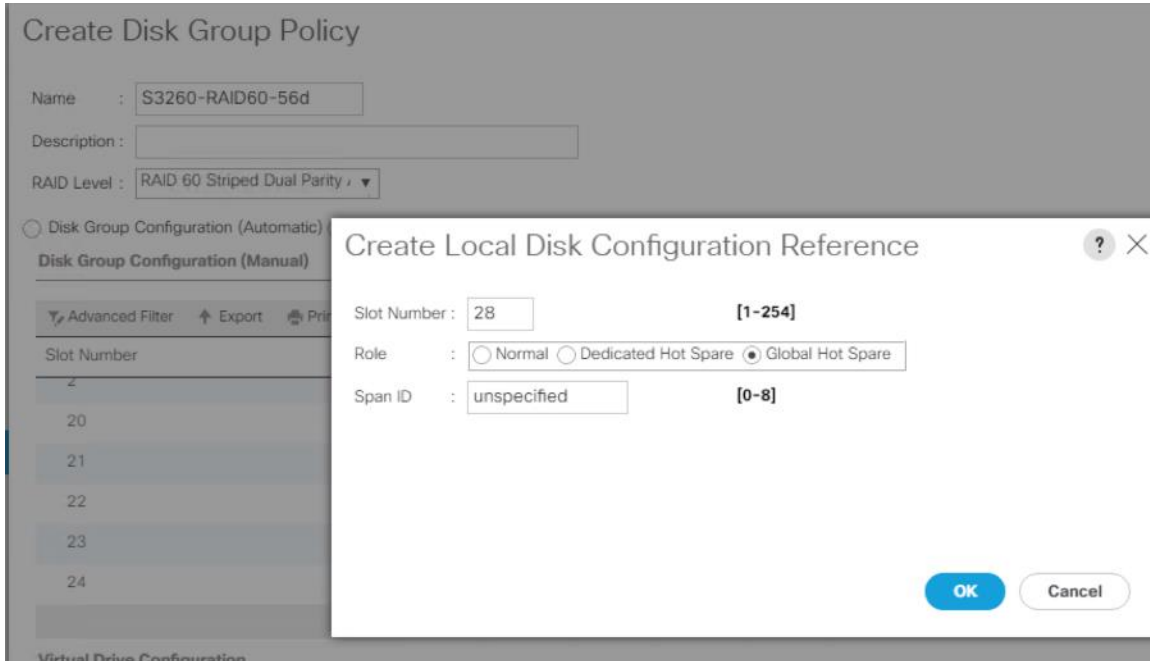 Create Disk Group Policy
Name : S3260-RAID60-56d
Description :
RAID Level : RAID 60 Striped Dual Parity
Disk Group Configuration (Automatic)
Disk Group Configuration (Manual)
Advanced Filter Export
Slot Number
2
20
21
22
23
24
Virtual Drive Configuration
Create Local Disk Configuration Reference ?
Slot Number : 28 [1-254]
Role : Normal Dedicated Hot Spare Global Hot Spare
Span ID : unspecified [0-8]
OK Cancel